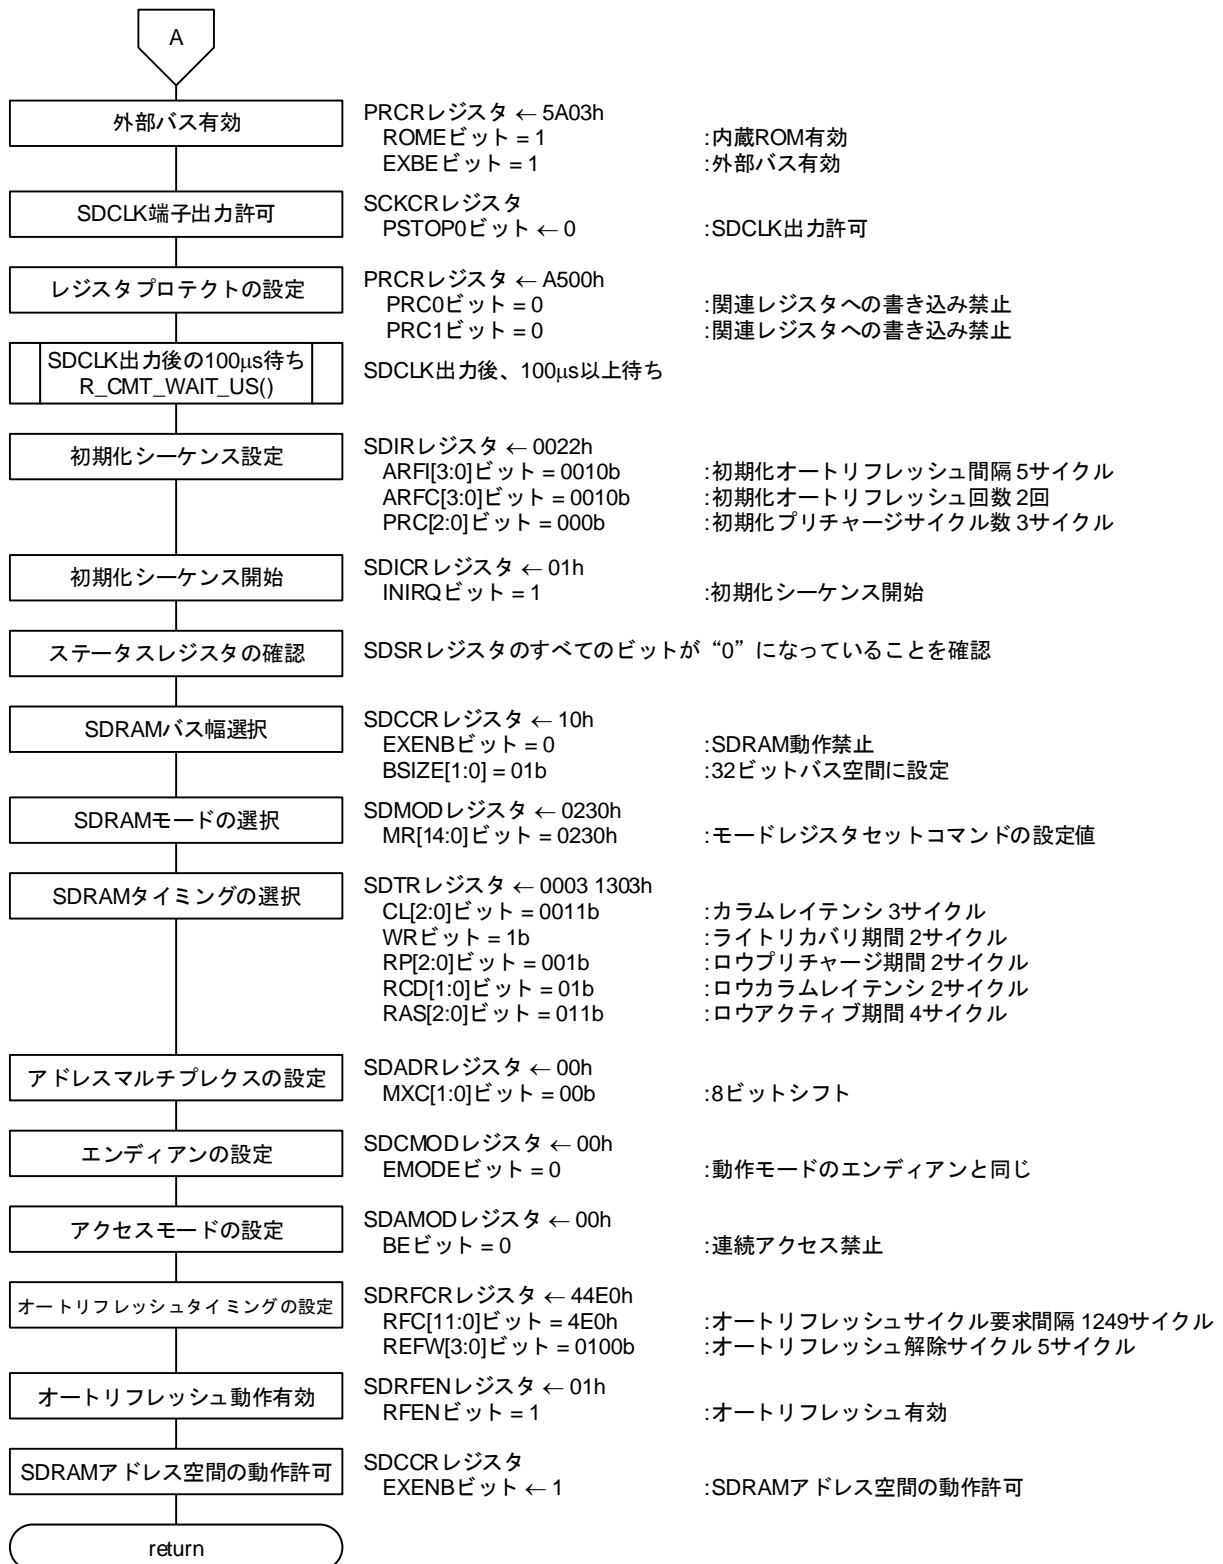 A
外部バス有効
PRCRレジスタ ← 5A03h
ROMEビット = 1 :内蔵ROM有効
EXBEビット = 1 :外部バス有効
SDCLK端子出力許可
SCKCRレジスタ
PSTOP0ビット ← 0 :SDCLK出力許可
レジスタプロテクトの設定
PRCRレジスタ ← A500h
PRC0ビット = 0 :関連レジスタへの書き込み禁止
PRC1ビット = 0 :関連レジスタへの書き込み禁止
SDCLK出力後の100μs待ち
R_CMT_WAIT_US()
SDCLK出力後、100μs以上待ち
初期化シーケンス設定
SDIRレジスタ ← 0022h
ARFI[3:0]ビット = 0010b :初期化オートリフレッシュ間隔 5サイクル
ARFC[3:0]ビット = 0010b :初期化オートリフレッシュ回数 2回
PRC[2:0]ビット = 000b :初期化プリチャージサイクル数 3サイクル
初期化シーケンス開始
SDICRレジスタ ← 01h
INIRQビット = 1 :初期化シーケンス開始
ステータスレジスタの確認
SDSRレジスタのすべてのビットが“0”になっていることを確認
SDRAMバス幅選択
SDCCRレジスタ ← 10h
EXENBビット = 0 :SDRAM動作禁止
BSIZE[1:0] = 01b :32ビットバス空間に設定
SDRAMモードの選択
SDMODレジスタ ← 0230h
MR[14:0]ビット = 0230h :モードレジスタセットコマンドの設定値
SDRAMタイミングの選択
SDTRレジスタ ← 0003 1303h
CL[2:0]ビット = 0011b :カラムレイテンシ 3サイクル
WRビット = 1b :ライトリカバリ期間 2サイクル
RP[2:0]ビット = 001b :ロウプリチャージ期間 2サイクル
RCD[1:0]ビット = 01b :ロウカラムレイテンシ 2サイクル
RAS[2:0]ビット = 011b :ロウアクティブ期間 4サイクル
アドレスマルチプレクスの設定
SDADRレジスタ ← 00h
MXC[1:0]ビット = 00b :8ビットシフト
エンディアンの設定
SDCMODレジスタ ← 00h
EMODEビット = 0 :動作モードのエンディアンと同じ
アクセスモードの設定
SDAMODレジスタ ← 00h
BEビット = 0 :連続アクセス禁止
オートリフレッシュタイミングの設定
SDRFCRレジスタ ← 44E0h
RFC[11:0]ビット = 4E0h :オートリフレッシュサイクル要求間隔 1249サイクル
REFW[3:0]ビット = 0100b :オートリフレッシュ解除サイクル 5サイクル
オートリフレッシュ動作有効
SDRFENレジスタ ← 01h
RFENビット = 1 :オートリフレッシュ有効
SDRAMアドレス空間の動作許可
SDCCRレジスタ
EXENBビット ← 1 :SDRAMアドレス空間の動作許可
return